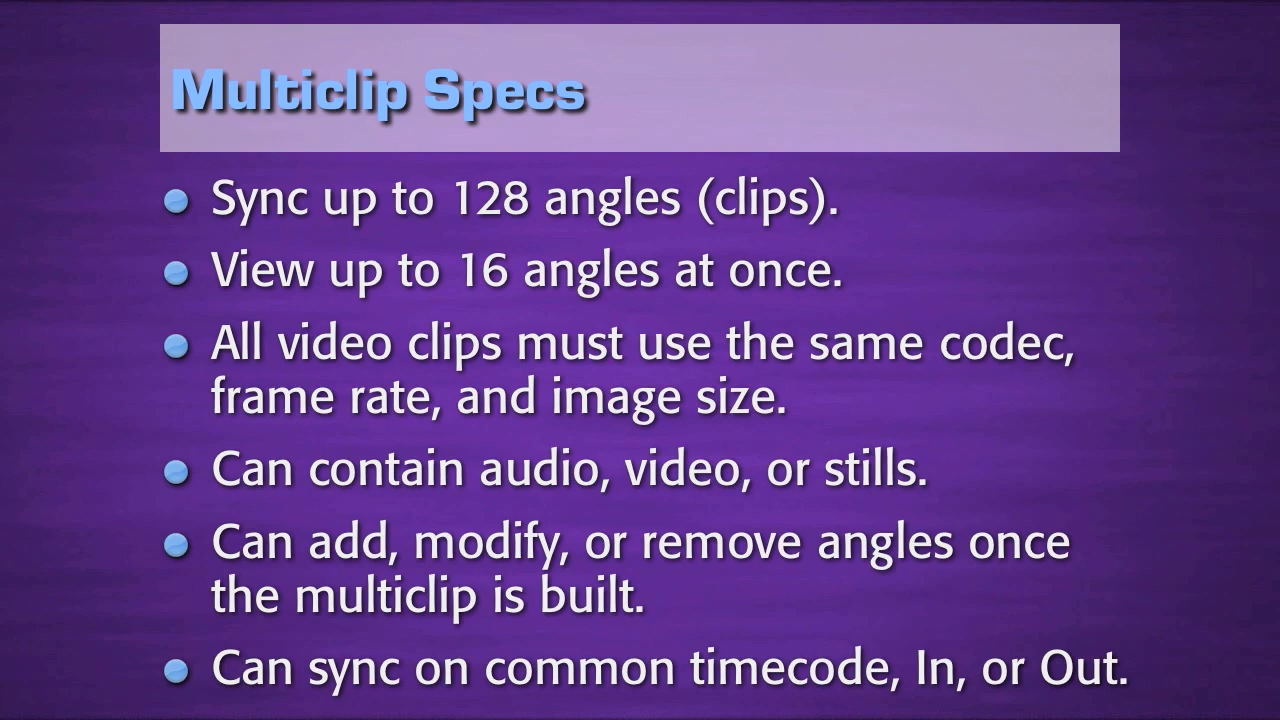 Multiclip Specs
Sync up to 128 angles (clips).
View up to 16 angles at once.
All video clips must use the same codec,
frame rate, and image size.
Can contain audio, video, or stills.
Can add, modify, or remove angles once
the multiclip is built.
Can sync on common timecode, In, or Out.